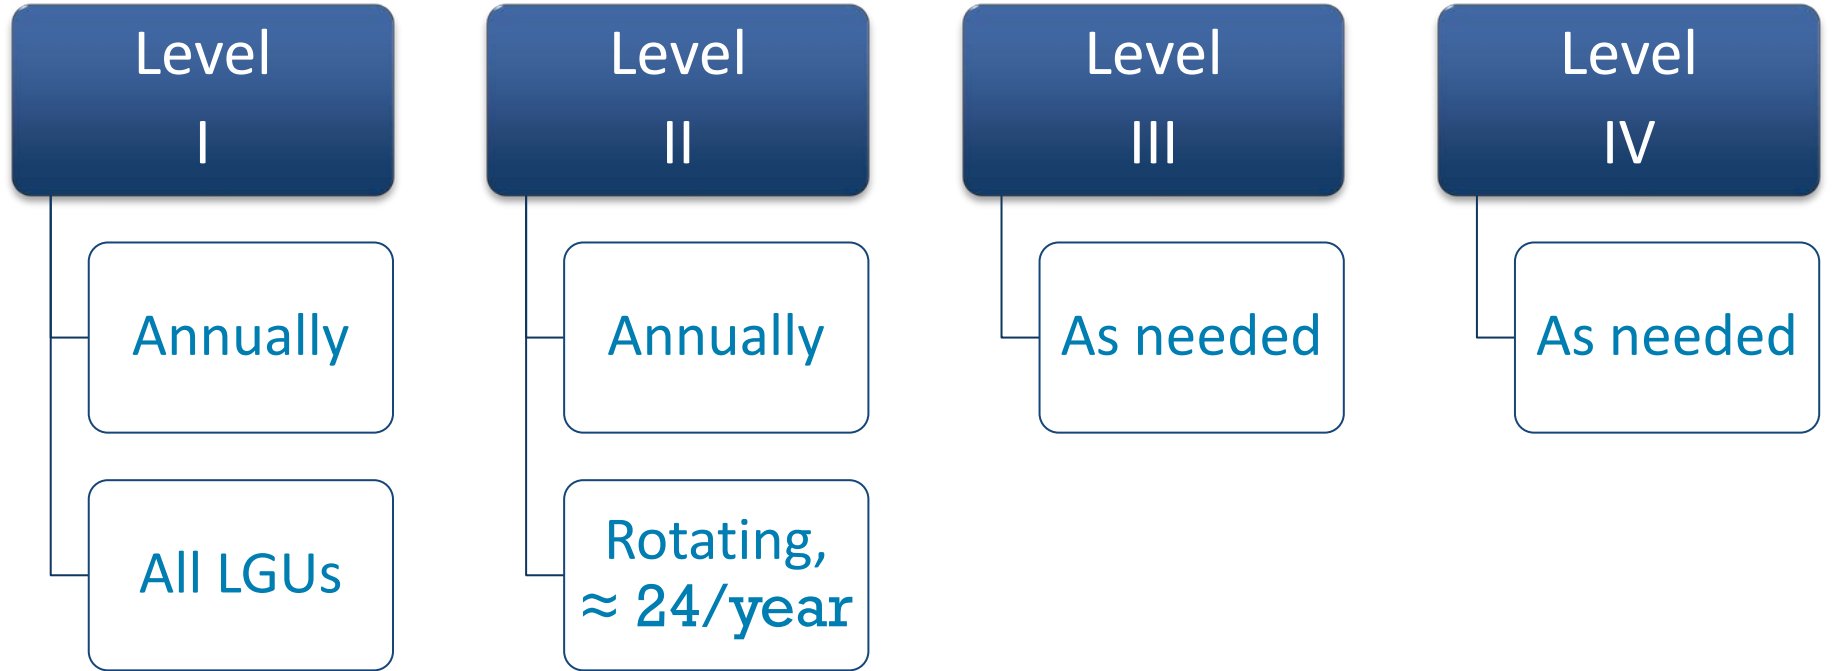 Level
I
Annually
All LGUs
Level
II
Annually
Rotating,
≈ 24/year
Level
III
As needed
Level
IV
As needed